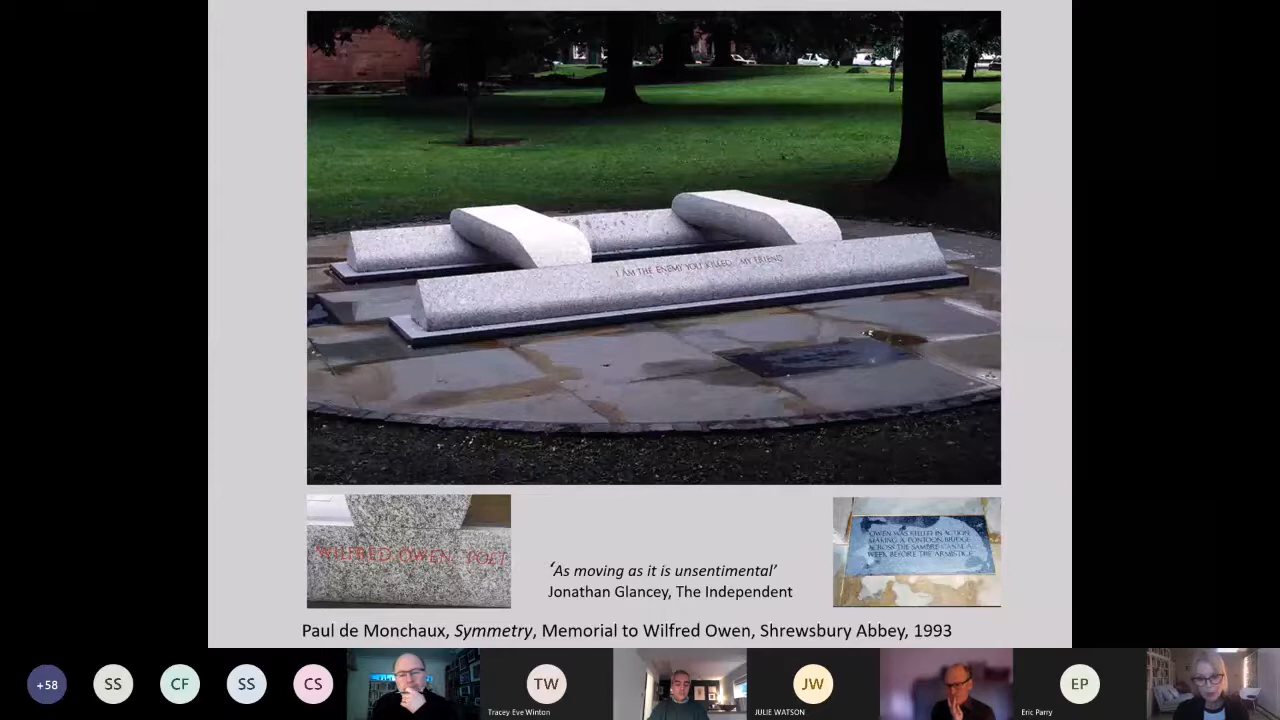 I AM THE ENEMY YOU KILLED MY FRIEND
WILFRED OWEN POET
'As moving as it is unsentimental'
Jonathan Glancey, The Independent
OWEN WAS KILLED IN ACTION
MAKING A PONTOON BRIDGE
ACROSS THE SAMBRE CANAL A
WEEK BEFORE THE ARMISTICE
Paul de Monchaux, Symmetry, Memorial to Wilfred Owen, Shrewsbury Abbey, 1993
+58
SS
CF
SS
CS
TW
Tracey Eve Winton
JW
JULIE WATSON
EP
Eric Parry